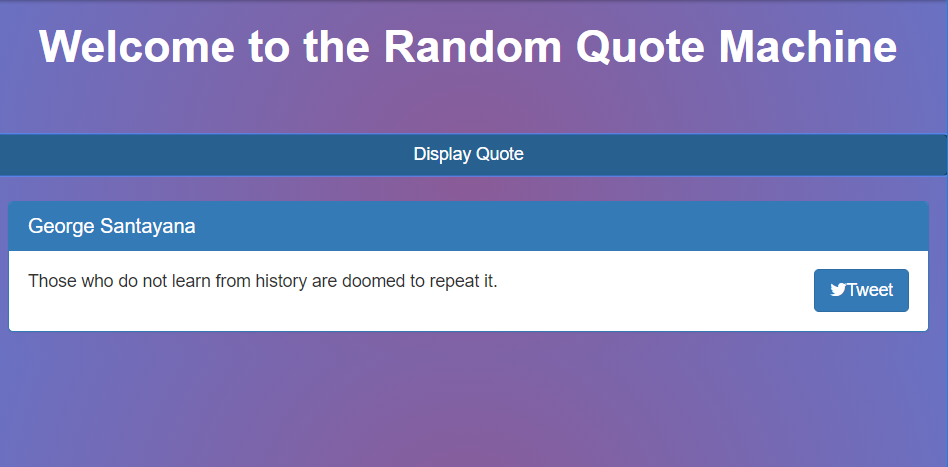 Welcome to the Random Quote Machine
Display Quote
George Santayana
Those who do not learn from history are doomed to repeat it.
Tweet